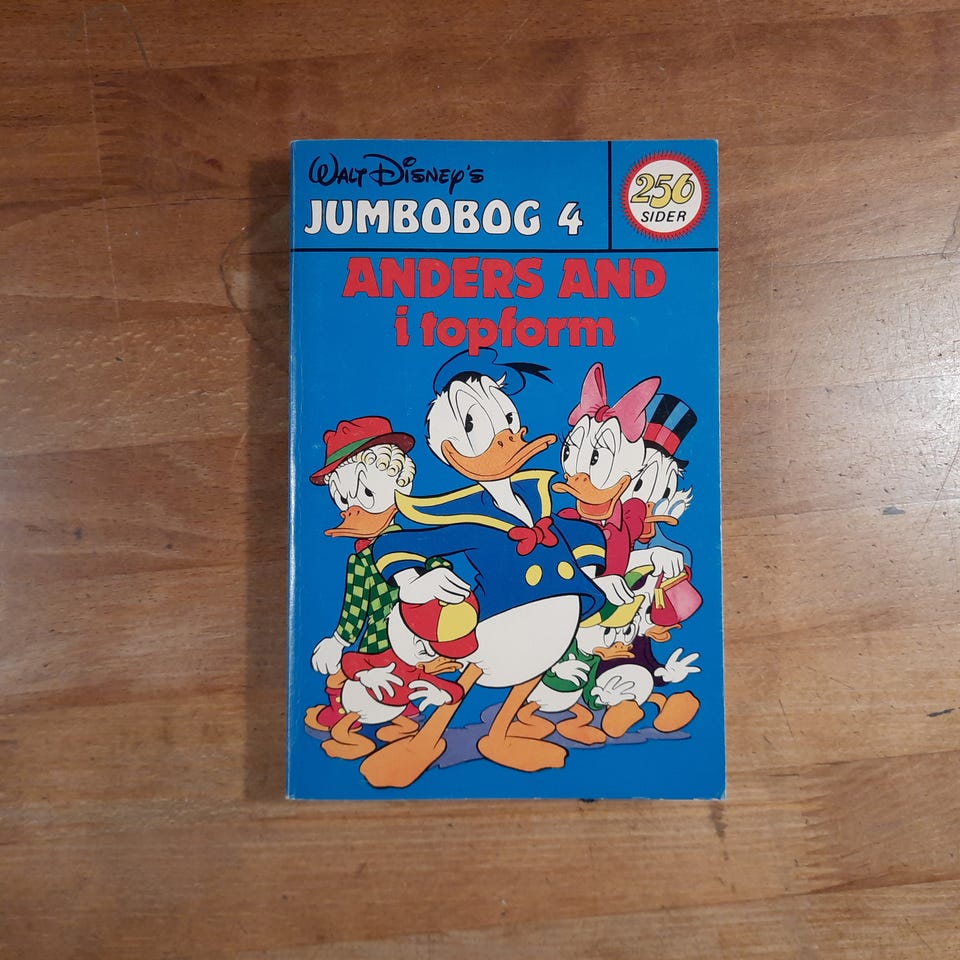 WALT DISNEY'S
JUMBOBOG 4
256
SIDER
ANDERS AND
i topform